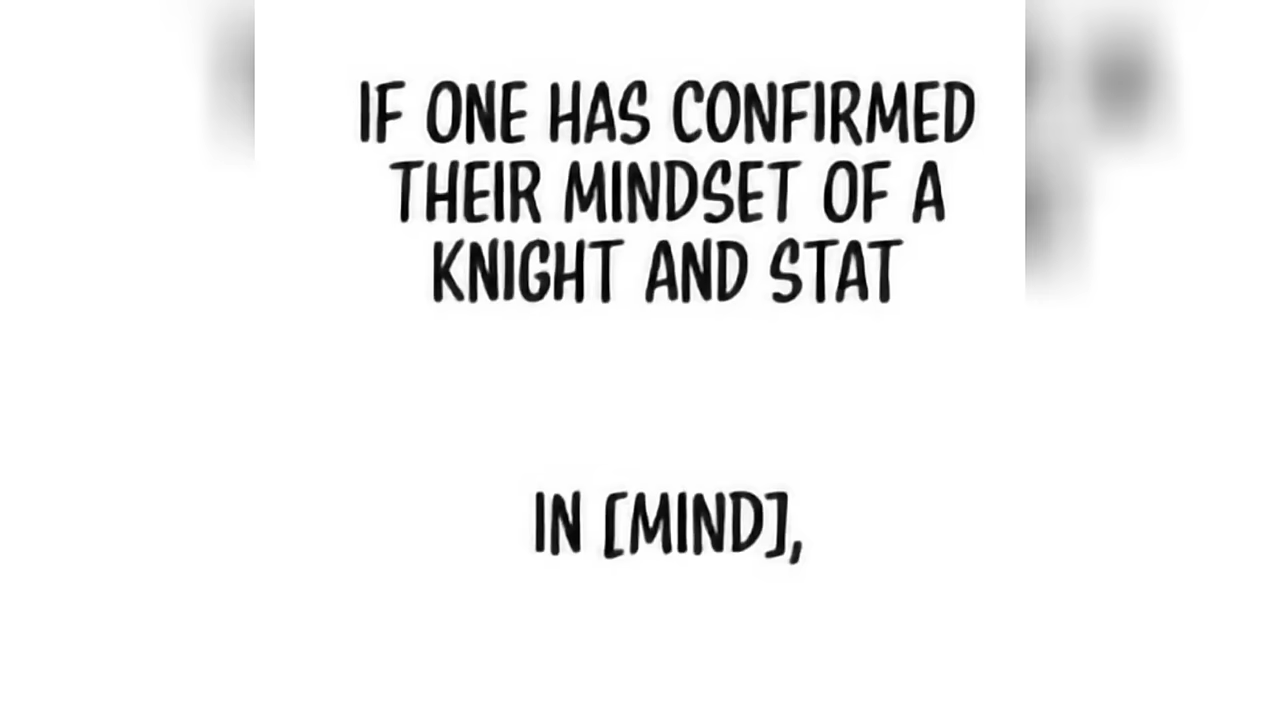 IF ONE HAS CONFIRMED
THEIR MINDSET OF A
KNIGHT AND STAT
IN [MIND],